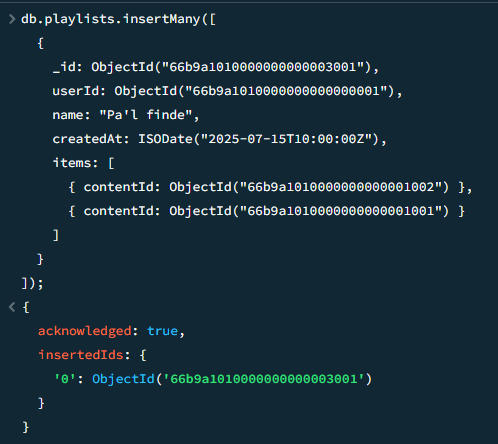 > db.playlists.insertMany([
{
_id: ObjectId("66b9a1010000000000003001"),
userId: ObjectId("66b9a1010000000000000001"),
name: "Pa'l finde",
createdAt: ISODate("2025-07-15T10:00:00Z"),
items: [
{ contentId: ObjectId("66b9a1010000000000001002") },
{ contentId: ObjectId("66b9a1010000000000001001") }
]
}
]);
< {
acknowledged: true,
insertedIds: {
'0': ObjectId('66b9a1010000000000003001')
}
}